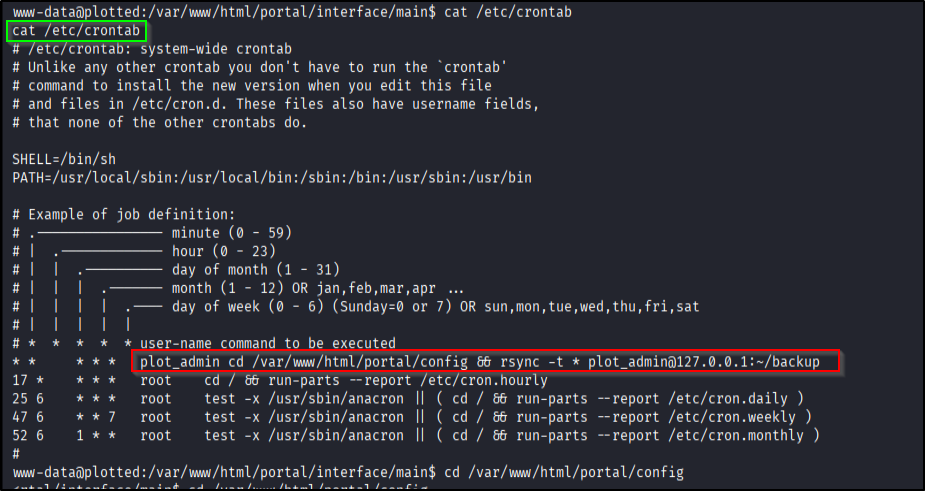 www-data@plotted:/var/www/html/portal/interface/main$ cat /etc/crontab
cat /etc/crontab
# /etc/crontab: system-wide crontab
# Unlike any other crontab you don't have to run the `crontab'
# command to install the new version when you edit this file
# and files in /etc/cron.d. These files also have username fields,
# that none of the other crontabs do.

SHELL=/bin/sh
PATH=/usr/local/sbin:/usr/local/bin:/sbin:/bin:/usr/sbin:/usr/bin

# Example of job definition:
# .---------------- minute (0 - 59)
# |  .------------- hour (0 - 23)
# |  |  .---------- day of month (1 - 31)
# |  |  |  .------- month (1 - 12) OR jan,feb,mar,apr ...
# |  |  |  |  .---- day of week (0 - 6) (Sunday=0 or 7) OR sun,mon,tue,wed,thu,fri,sat
# |  |  |  |  |
# *  *  *  *  * user-name command to be executed
* *     * * *   plot_admin cd /var/www/html/portal/config && rsync -t * plot_admin@127.0.0.1:~/backup
17 *    * * *   root    cd / && run-parts --report /etc/cron.hourly
25 6    * * *   root    test -x /usr/sbin/anacron || ( cd / && run-parts --report /etc/cron.daily )
47 6    * * 7   root    test -x /usr/sbin/anacron || ( cd / && run-parts --report /etc/cron.weekly )
52 6    1 * *   root    test -x /usr/sbin/anacron || ( cd / && run-parts --report /etc/cron.monthly )
#
www-data@plotted:/var/www/html/portal/interface/main$ cd /var/www/html/portal/config
<rtal/interface/main$ cd /var/www/html/portal/config